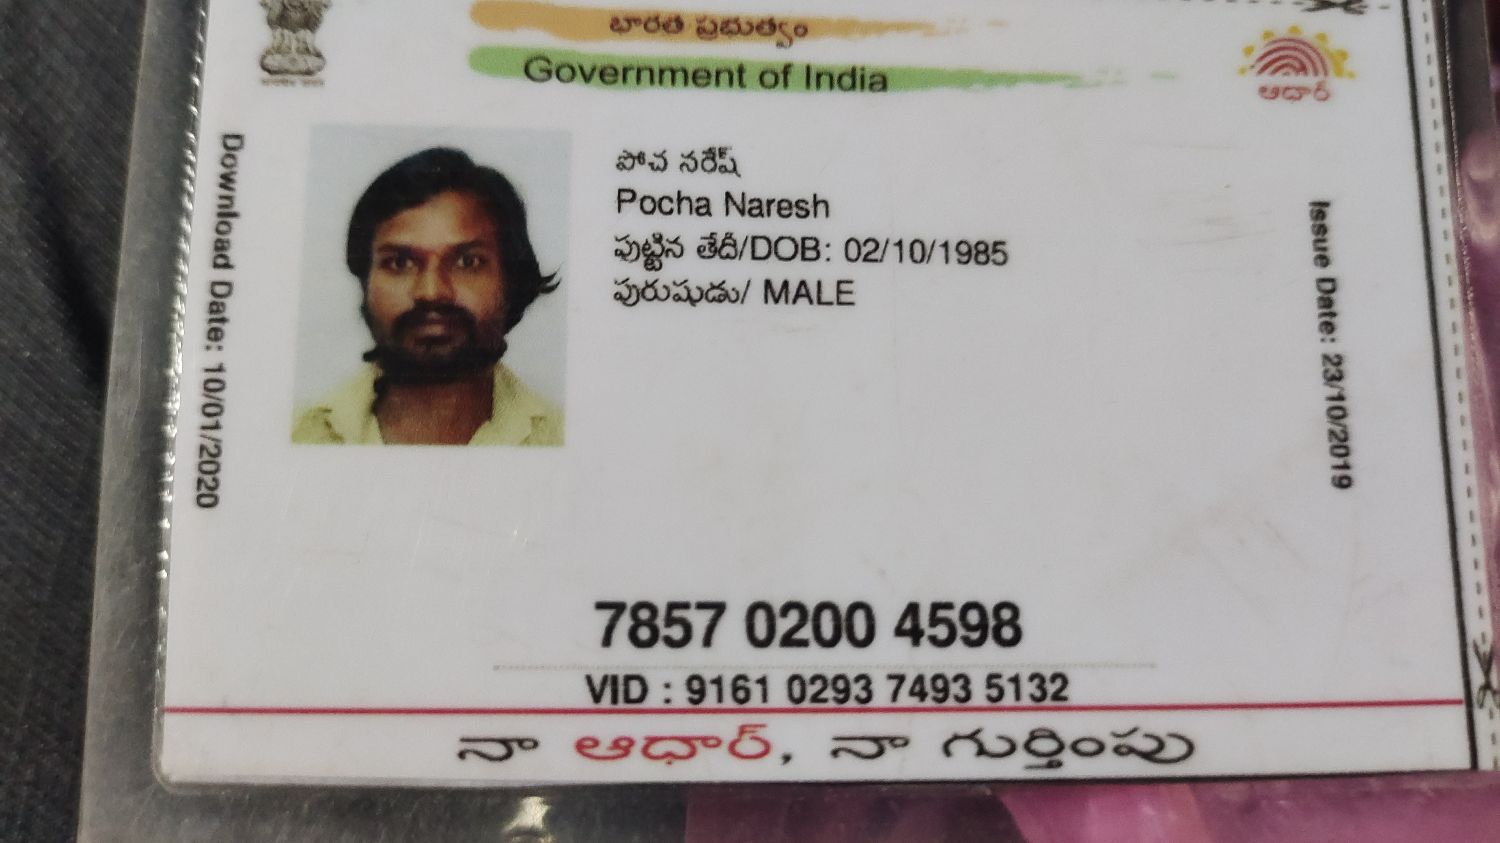 భారత ప్రభుత్వం
Government of India
ఆధార్
Download Date: 10/01/2020
పోచ నరేష్
Pocha Naresh
పుట్టిన తేదీ/DOB: 02/10/1985
పురుషుడు/ MALE
Issue Date: 23/10/2019
7857 0200 4598
VID : 9161 0293 7493 5132
నా ఆధార్, నా గుర్తింపు